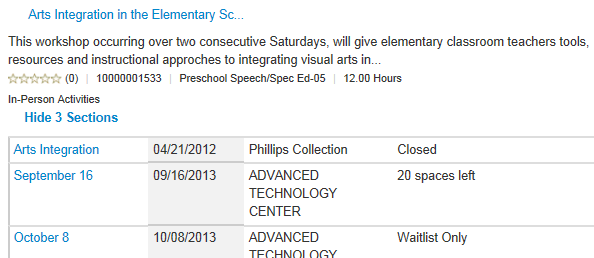 Arts Integration in the Elementary Sc...
This workshop occurring over two consecutive Saturdays, will give elementary classroom teachers tools,
resources and instructional approches to integrating visual arts in...
(0) | 10000001533 | Preschool Speech/Spec Ed-05 | 12.00 Hours
In-Person Activities
Hide 3 Sections
Arts Integration 04/21/2012 Phillips Collection Closed
September 16 09/16/2013 ADVANCED 20 spaces left
TECHNOLOGY
CENTER
October 8 10/08/2013 ADVANCED Waitlist Only
TECHNOLOGY